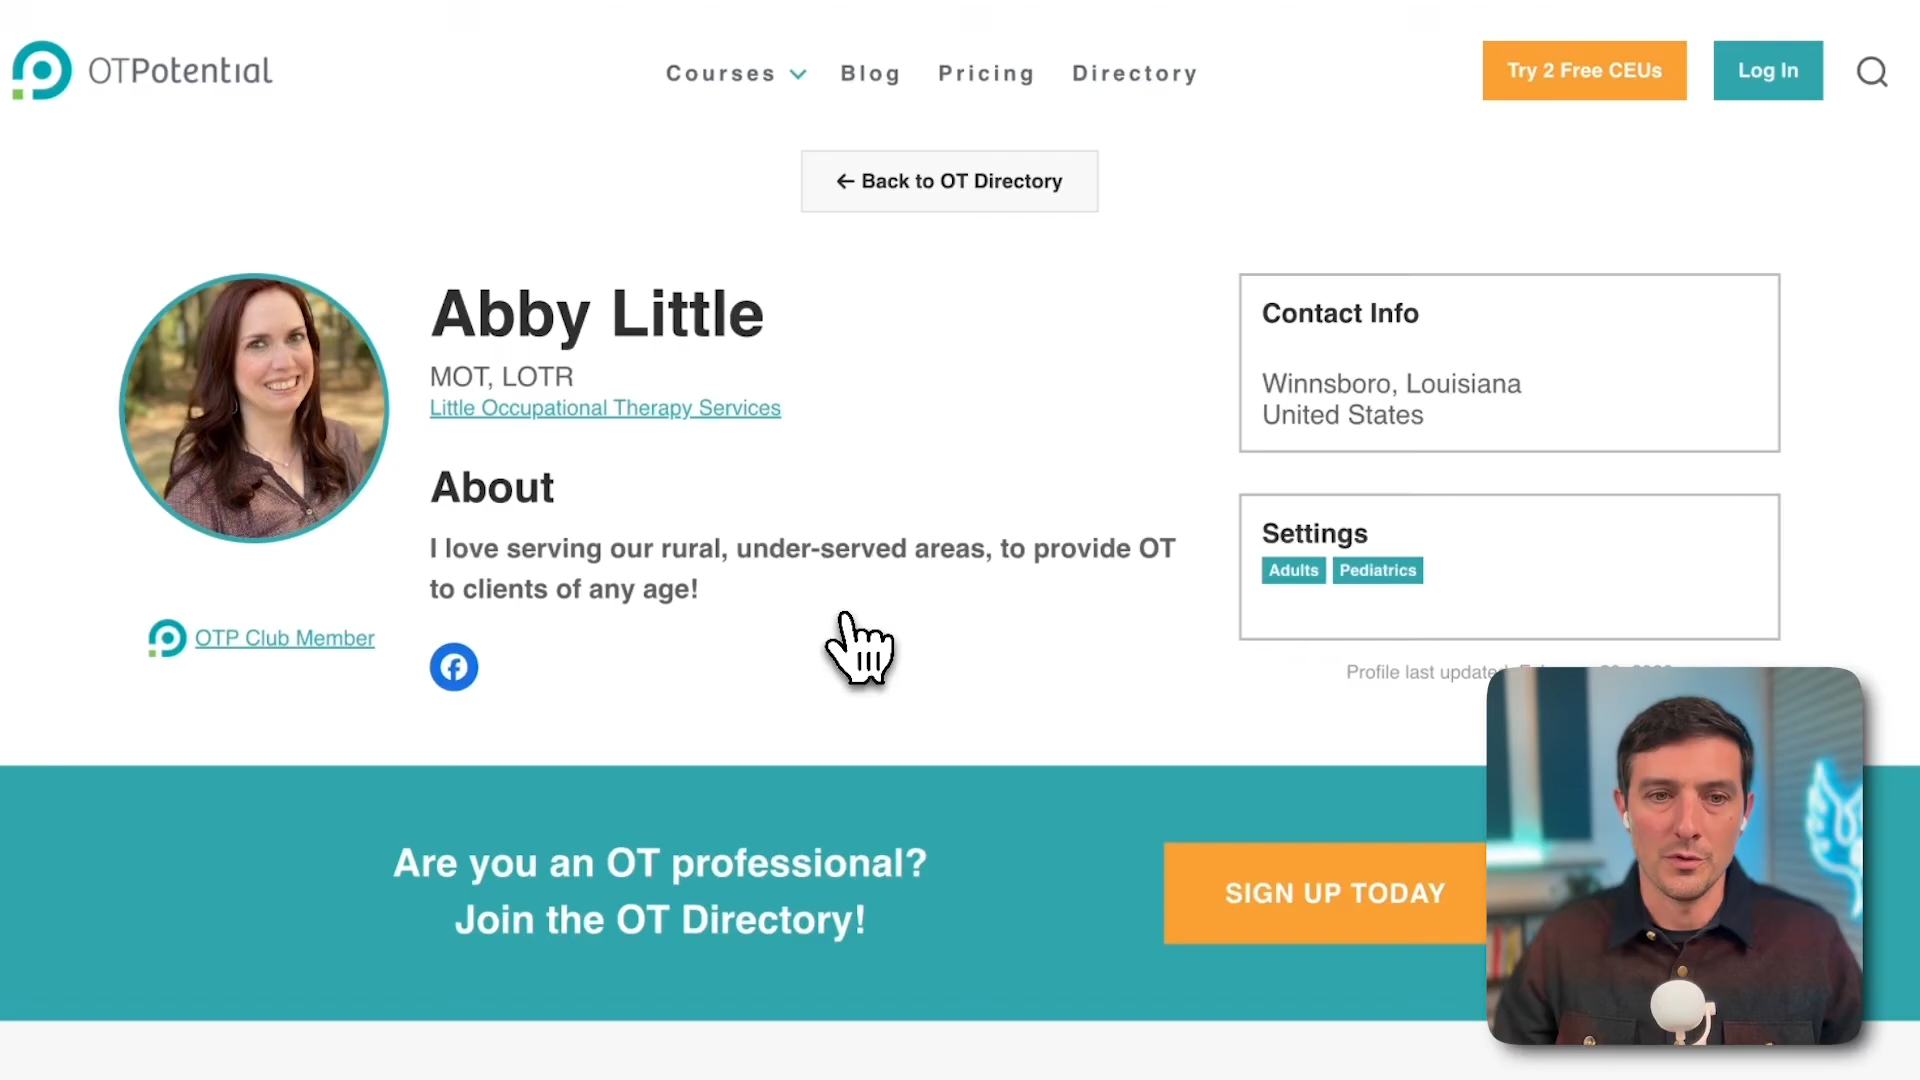 OTPotential
Courses
Blog
Pricing
Directory
Try 2 Free CEUs
Log In
← Back to OT Directory
Abby Little
MOT, LOTR
Little Occupational Therapy Services
About
I love serving our rural, under-served areas, to provide OT
to clients of any age!
OTP Club Member
Contact Info
Winnsboro, Louisiana
United States
Settings
Adults
Pediatrics
Profile last
Are you an OT professional?
Join the OT Directory!
SIGN UP TODAY